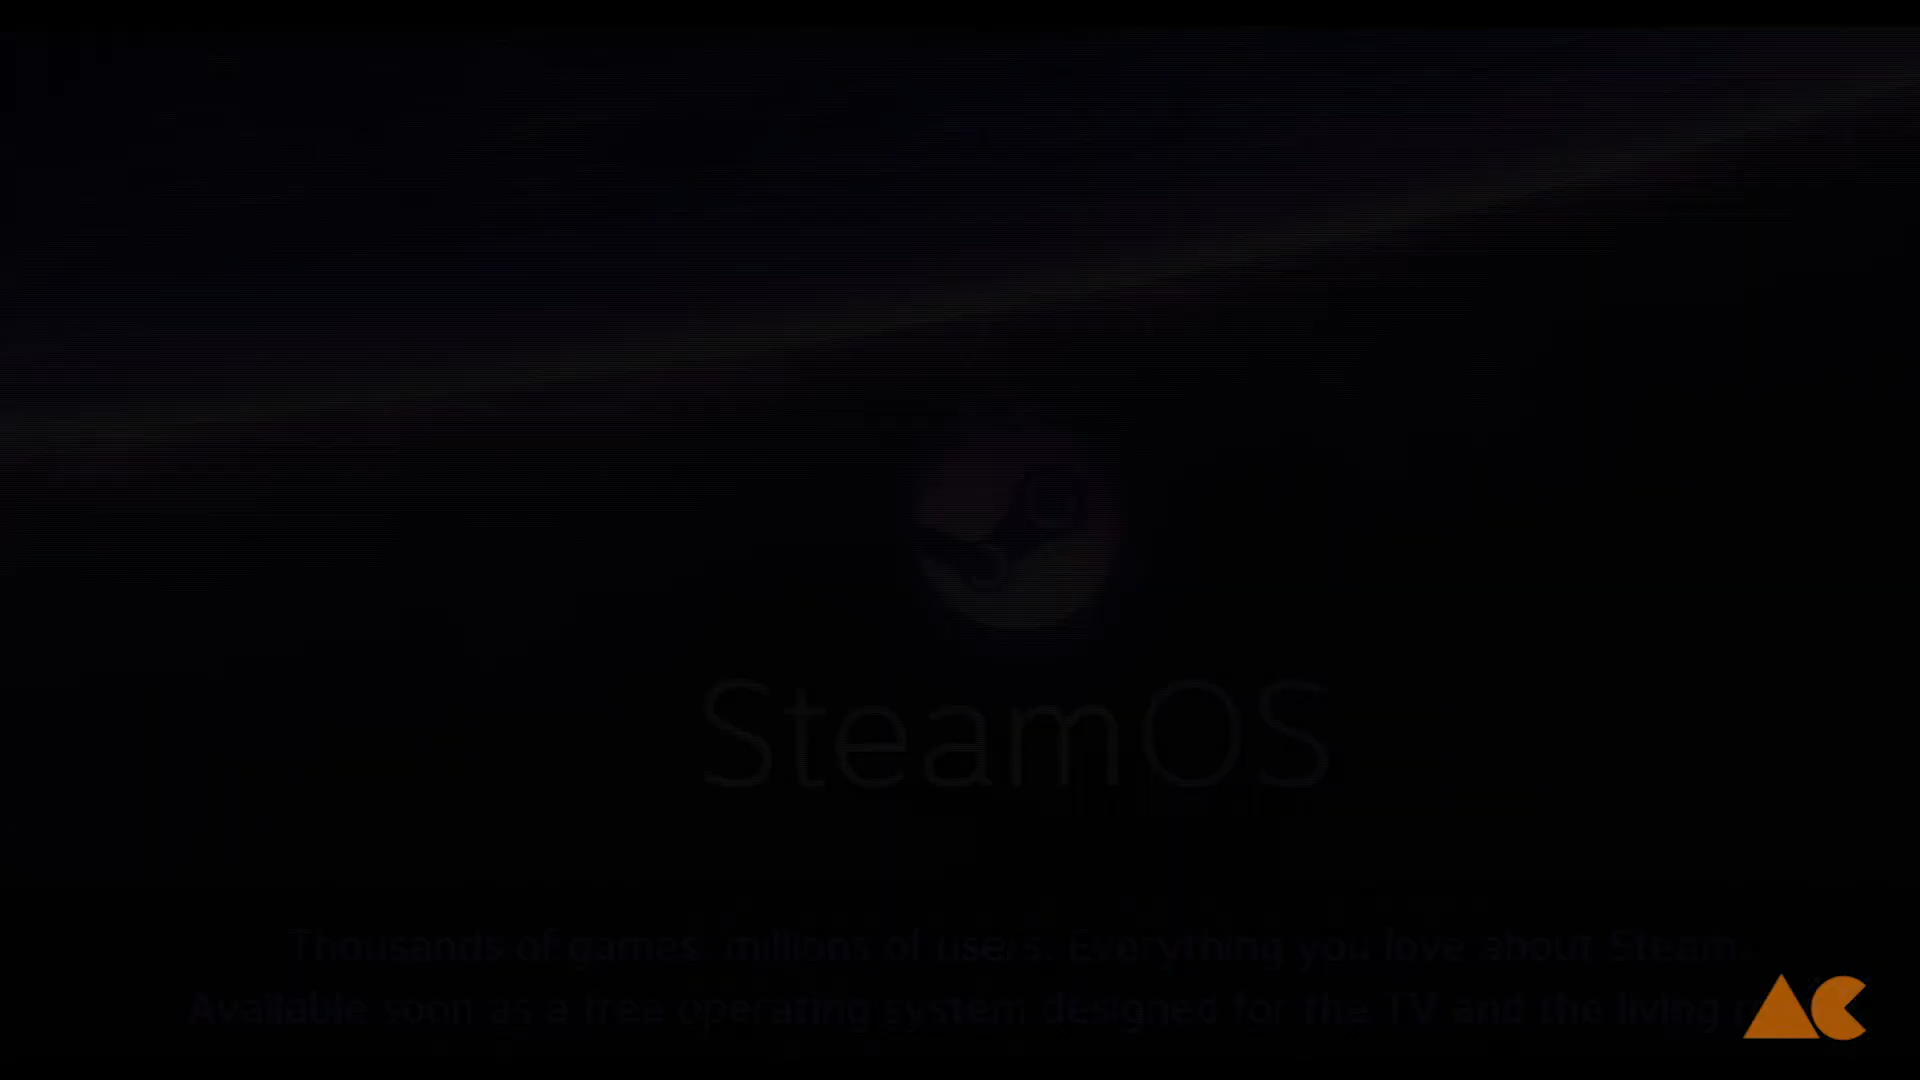 SteamOS
Thousands of games, millions of users. Everything you love about Steam.
Available soon as a free operating system designed for the TV and the living